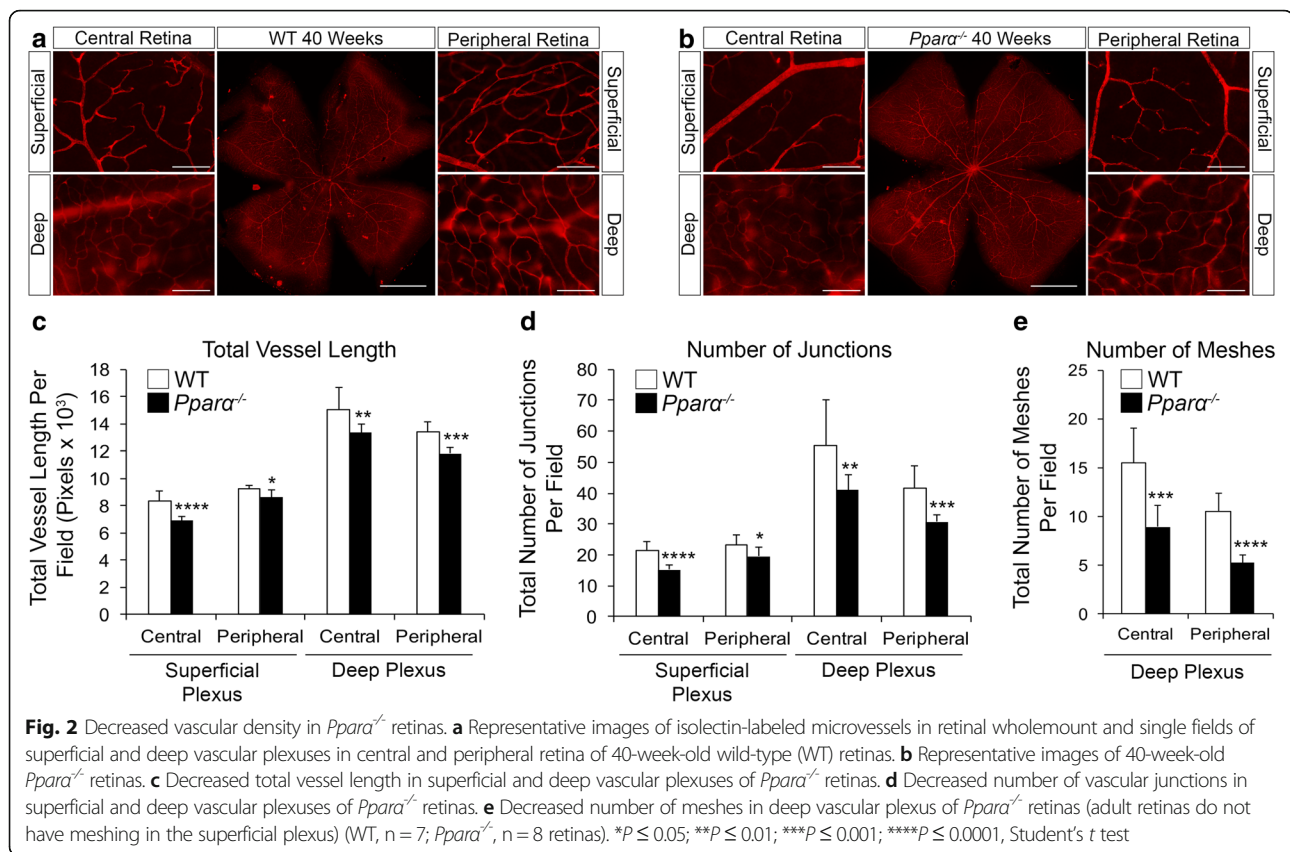 a
Central Retina
WT 40 Weeks
Peripheral Retina
Superficial
Superficial
Deep
Deep
b
Central Retina
Pparα-/- 40 Weeks
Peripheral Retina
Superficial
Superficial
Deep
Deep
c
Total Vessel Length
WT
Pparα-/-
Total Vessel Length Per
Field (Pixels x 10³)
18
16
14
12
10
8
6
4
2
0
****
*
**
***
Central
Peripheral
Central
Peripheral
Superficial
Plexus
Deep Plexus
d
Number of Junctions
WT
Pparα-/-
Total Number of Junctions
Per Field
80
70
60
50
40
30
20
10
0
****
*
**
***
Central
Peripheral
Central
Peripheral
Superficial
Plexus
Deep Plexus
e
Number of Meshes
WT
Pparα-/-
Total Number of Meshes
Per Field
25
20
15
10
5
0
***
****
Central
Peripheral
Deep Plexus
Fig. 2 Decreased vascular density in Pparα-/- retinas. a Representative images of isolectin-labeled microvessels in retinal wholemount and single fields of
superficial and deep vascular plexuses in central and peripheral retina of 40-week-old wild-type (WT) retinas. b Representative images of 40-week-old
Pparα-/- retinas. c Decreased total vessel length in superficial and deep vascular plexuses of Pparα-/- retinas. d Decreased number of vascular junctions in
superficial and deep vascular plexuses of Pparα-/- retinas. e Decreased number of meshes in deep vascular plexus of Pparα-/- retinas (adult retinas do not
have meshing in the superficial plexus) (WT, n = 7; Pparα-/-, n = 8 retinas). *P ≤ 0.05; **P ≤ 0.01; ***P ≤ 0.001; ****P ≤ 0.0001, Student's t test